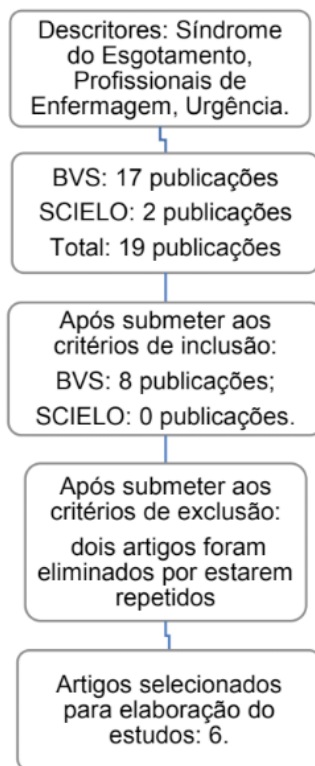 Descritores: Síndrome
do Esgotamento,
Profissionais de
Enfermagem, Urgência.
BVS: 17 publicações
SCIELO: 2 publicações
Total: 19 publicações
Após submeter aos
critérios de inclusão:
BVS: 8 publicações;
SCIELO: 0 publicações.
Após submeter aos
critérios de exclusão:
dois artigos foram
eliminados por estarem
repetidos
Artigos selecionados
para elaboração do
estudos: 6.